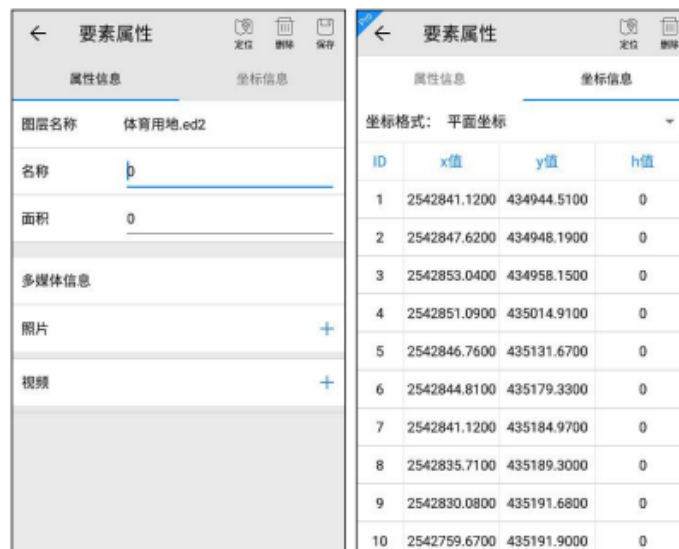 要素属性
定位 删除 保存
属性信息 坐标信息
图层名称 体育用地.ed2
名称 0
面积 0
多媒体信息
照片 +
视频 +
Pro
要素属性
定位 删除
属性信息 坐标信息
坐标格式: 平面坐标
ID x值 y值 h值
1 2542841.1200 434944.5100 0
2 2542847.6200 434948.1900 0
3 2542853.0400 434958.1500 0
4 2542851.0900 435014.9100 0
5 2542846.7600 435131.6700 0
6 2542844.8100 435179.3300 0
7 2542841.1200 435184.9700 0
8 2542835.7100 435189.3000 0
9 2542830.0800 435191.6800 0
10 2542759.6700 435191.9000 0